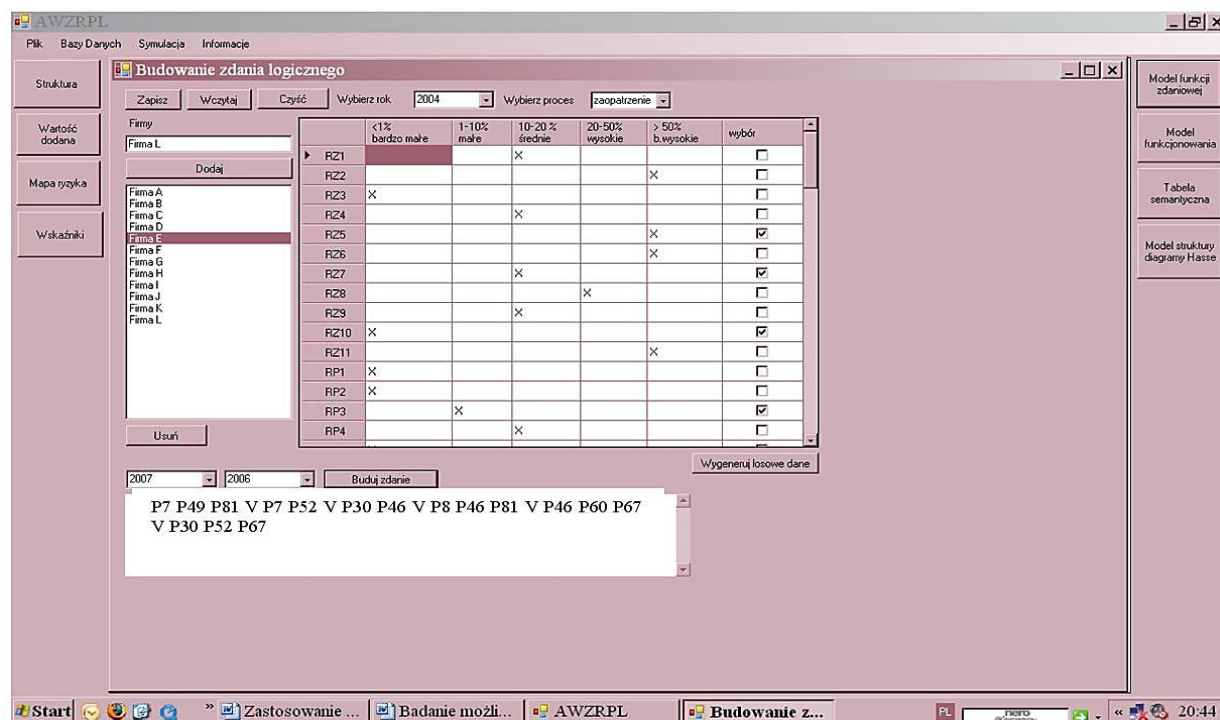 AWZRPL
Plik Bazy Danych Symulacja Informacje
Struktura
Wartość
dodana
Mapa ryzyka
Wskaźniki
Budowanie zdania logicznego
Zapisz Wczytaj Czyść Wybierz rok 2004 Wybierz proces zaopatrzenie
Firmy
Firma L
Dodaj
Firma A
Firma B
Firma C
Firma D
Firma E
Firma F
Firma G
Firma H
Firma I
Firma J
Firma K
Firma L
Usuń
<1% 1-10% 10-20 % 20-50% > 50% wybór
bardzo małe małe średnie wysokie b.wysokie
RZ1 X
RZ2 X
RZ3 X
RZ4 X
RZ5 X
RZ6 X
RZ7 X
RZ8 X
RZ9 X
RZ10 X
RZ11 X
RP1 X
RP2 X
RP3 X
RP4 X
Wygeneruj losowe dane
2007 2006 Buduj zdanie
P7 P49 P81 V P7 P52 V P30 P46 V P8 P46 P81 V P46 P60 P67
V P30 P52 P67
Model funkcji
zdaniowej
Model
funkcjonowania
Tabela
semantyczna
Model struktury
diagramy Hasse
Start » Zastosowanie ... Badanie możli... AWZRPL Budowanie z... PL nero « 20:44